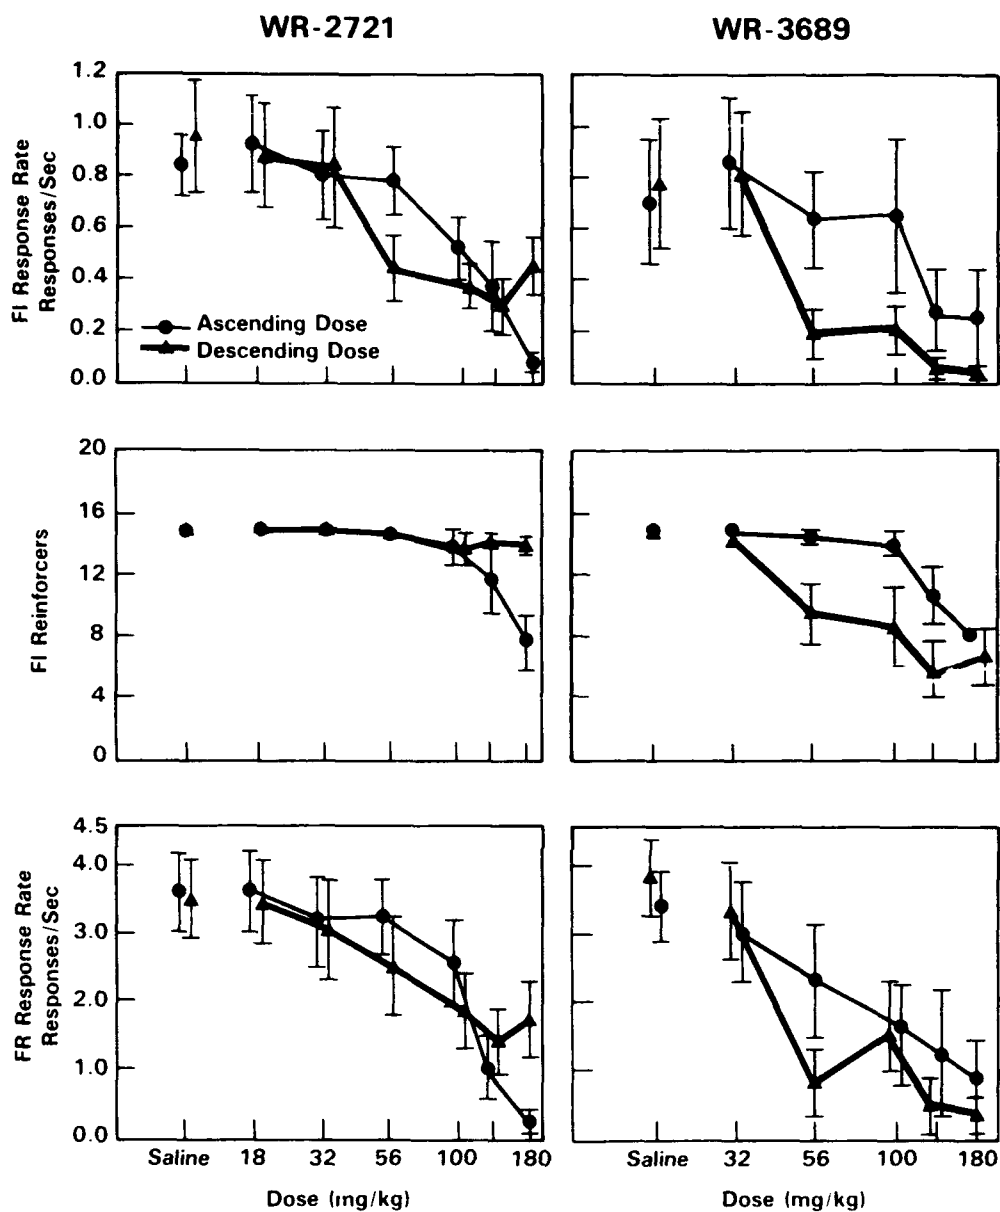 WR-2721
WR-3689
FI Response Rate
Responses/Sec
1.2
1.0
0.8
0.6
0.4
0.2
0.0
Ascending Dose
Descending Dose
FI Reinforcers
20
16
12
8
4
0
FR Response Rate
Responses/Sec
4.5
4.0
3.0
2.0
1.0
0.0
Saline 18 32 56 100 180
Dose (mg/kg)
Saline 32 56 100 180
Dose (mg/kg)